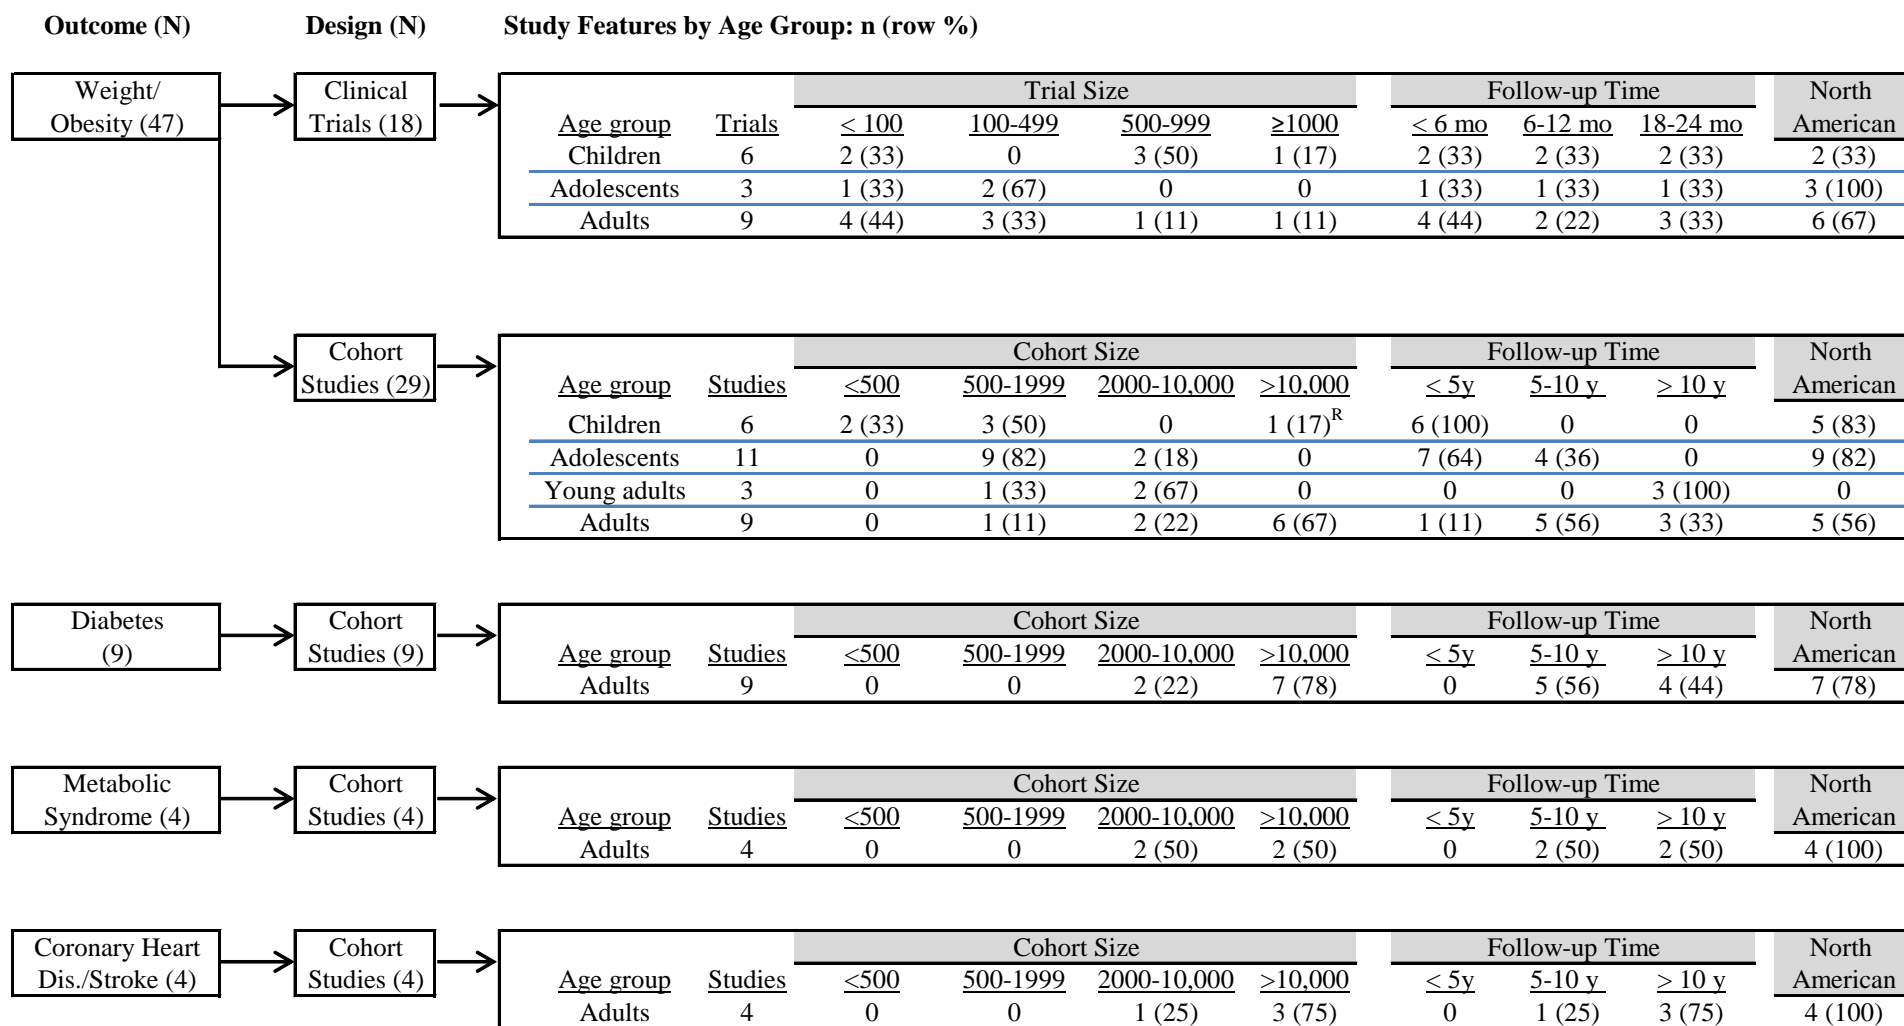 Outcome (N) Design (N) Study Features by Age Group: n (row %)
Weight/ Clinical Trial Size Follow-up Time North
Obesity (47) Trials (18) Age group Trials < 100 100-499 500-999 ≥1000 < 6 mo 6-12 mo 18-24 mo American
Children 6 2 (33) 0 3 (50) 1 (17) 2 (33) 2 (33) 2 (33) 2 (33)
Adolescents 3 1 (33) 2 (67) 0 0 1 (33) 1 (33) 1 (33) 3 (100)
Adults 9 4 (44) 3 (33) 1 (11) 1 (11) 4 (44) 2 (22) 3 (33) 6 (67)
Cohort Cohort Size Follow-up Time North
Studies (29) Age group Studies <500 500-1999 2000-10,000 >10,000 < 5y 5-10 y > 10 y American
Children 6 2 (33) 3 (50) 0 1 (17)R 6 (100) 0 0 5 (83)
Adolescents 11 0 9 (82) 2 (18) 0 7 (64) 4 (36) 0 9 (82)
Young adults 3 0 1 (33) 2 (67) 0 0 0 3 (100) 0
Adults 9 0 1 (11) 2 (22) 6 (67) 1 (11) 5 (56) 3 (33) 5 (56)
Diabetes Cohort Cohort Size Follow-up Time North
(9) Studies (9) Age group Studies <500 500-1999 2000-10,000 >10,000 < 5y 5-10 y > 10 y American
Adults 9 0 0 2 (22) 7 (78) 0 5 (56) 4 (44) 7 (78)
Metabolic Cohort Cohort Size Follow-up Time North
Syndrome (4) Studies (4) Age group Studies <500 500-1999 2000-10,000 >10,000 < 5y 5-10 y > 10 y American
Adults 4 0 0 2 (50) 2 (50) 0 2 (50) 2 (50) 4 (100)
Coronary Heart Cohort Cohort Size Follow-up Time North
Dis./Stroke (4) Studies (4) Age group Studies <500 500-1999 2000-10,000 >10,000 < 5y 5-10 y > 10 y American
Adults 4 0 0 1 (25) 3 (75) 0 1 (25) 3 (75) 4 (100)